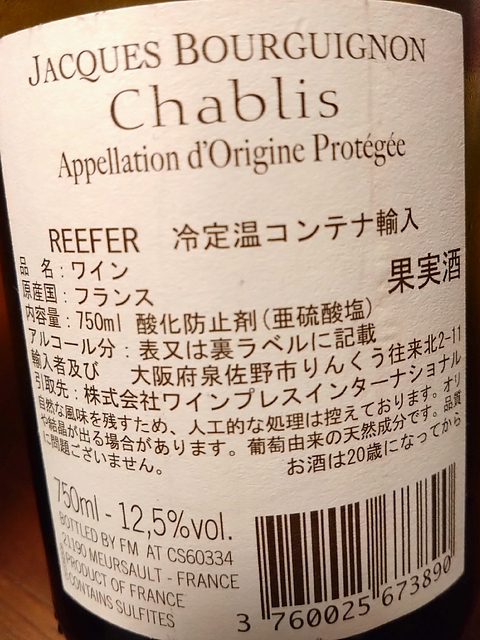 JACQUES BOURGUIGNON
Chablis
Appellation d'Origine Protégée
REEFER 冷定温コンテナ輸入
品 名：ワイン
果実酒
原産国：フランス
内容量：750ml 酸化防止剤(亜硫酸塩)
アルコール分：表又は裏ラベルに記載
輸入者及び 大阪府泉佐野市りんくう往来北2-11
引取先：株式会社ワインプレスインターナショナル
自然な風味を残すため、人工的な処理は控えております。オリ
や結晶が出る場合があります。葡萄由来の天然成分です。品質
に問題ございません。
お酒は20歳になってから
750ml - 12,5%vol.
BOTTLED BY FM AT CS60334
21190 MEURSAULT - FRANCE
PRODUCT OF FRANCE
CONTAINS SULFITES
3 760025 673890